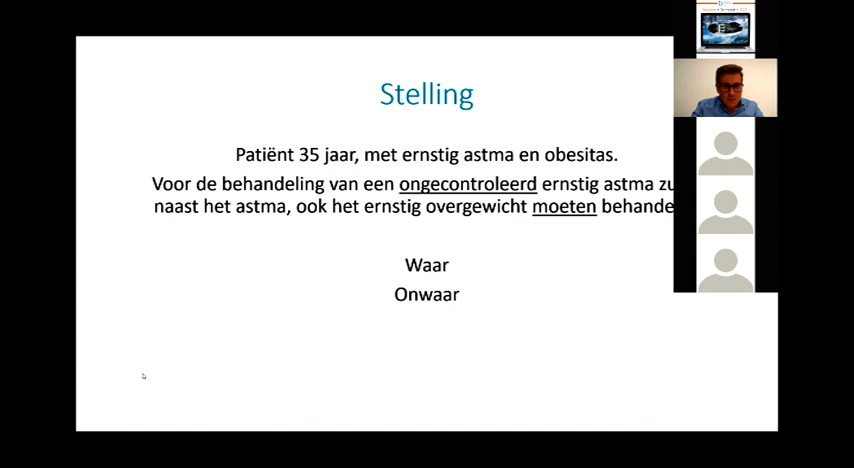 Stelling
Patiënt 35 jaar, met ernstig astma en obesitas.
Voor de behandeling van een ongecontroleerd ernstig astma zu
naast het astma, ook het ernstig overgewicht moeten behande
Waar
Onwaar